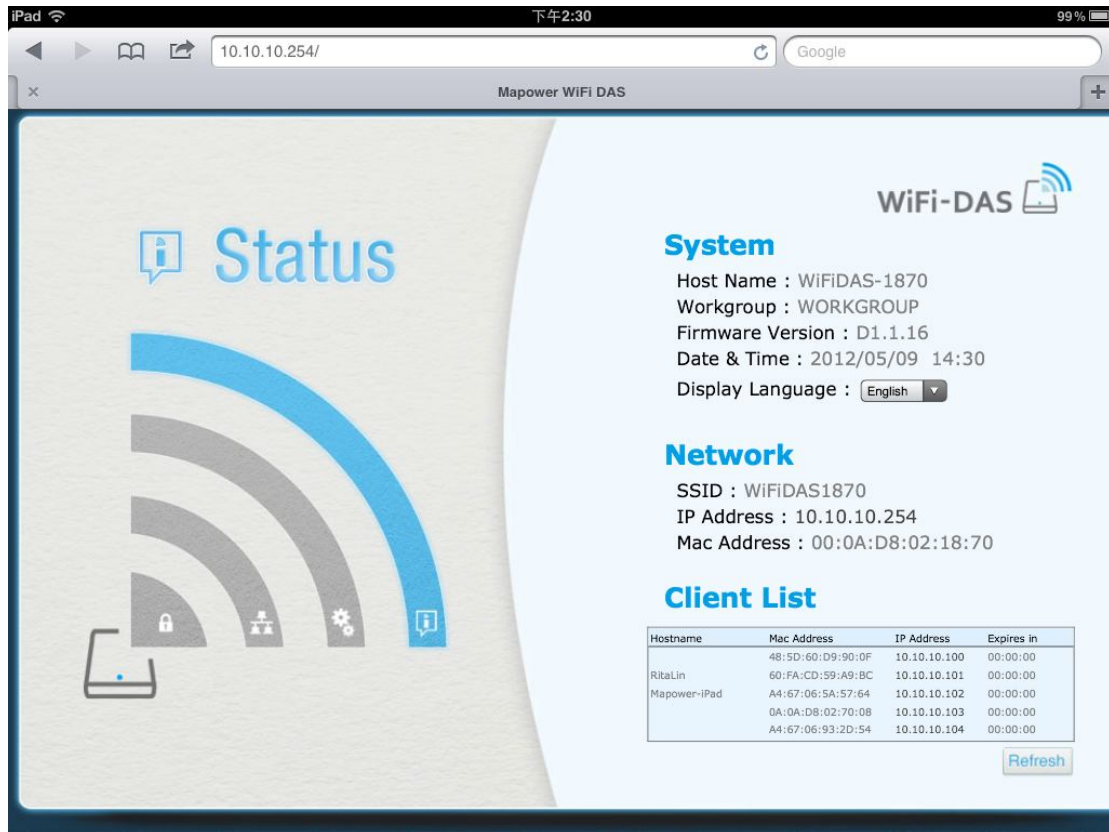 iPad 下午2:30 99%
10.10.10.254/ Google
Mapower WiFi DAS
WiFi-DAS
Status
System
Host Name : WiFiDAS-1870
Workgroup : WORKGROUP
Firmware Version : D1.1.16
Date & Time : 2012/05/09 14:30
Display Language : English
Network
SSID : WiFiDAS1870
IP Address : 10.10.10.254
Mac Address : 00:0A:D8:02:18:70
Client List
Hostname Mac Address IP Address Expires in
48:5D:60:D9:90:0F 10.10.10.100 00:00:00
RitaLin 60:FA:CD:59:A9:BC 10.10.10.101 00:00:00
Mapower-iPad A4:67:06:5A:57:64 10.10.10.102 00:00:00
0A:0A:D8:02:70:08 10.10.10.103 00:00:00
A4:67:06:93:2D:54 10.10.10.104 00:00:00
Refresh